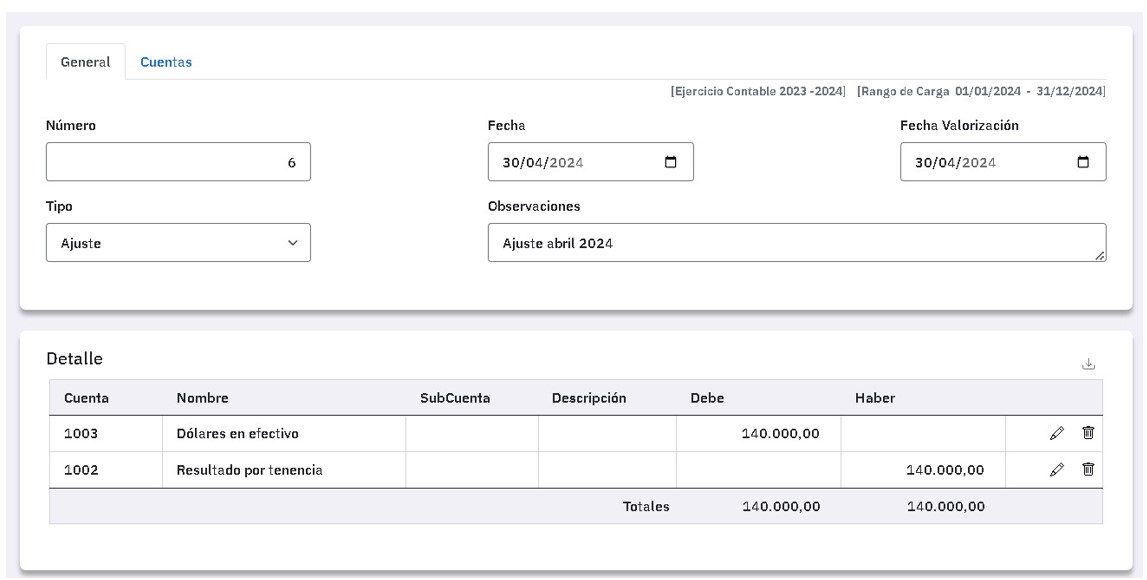 General Cuentas
[Ejercicio Contable 2023 -2024] [Rango de Carga 01/01/2024 - 31/12/2024]
Número Fecha Fecha Valorización
6 30/04/2024 30/04/2024
Tipo Observaciones
Ajuste Ajuste abril 2024
Detalle
Cuenta Nombre SubCuenta Descripción Debe Haber
1003 Dólares en efectivo 140.000,00
1002 Resultado por tenencia 140.000,00
Totales 140.000,00 140.000,00